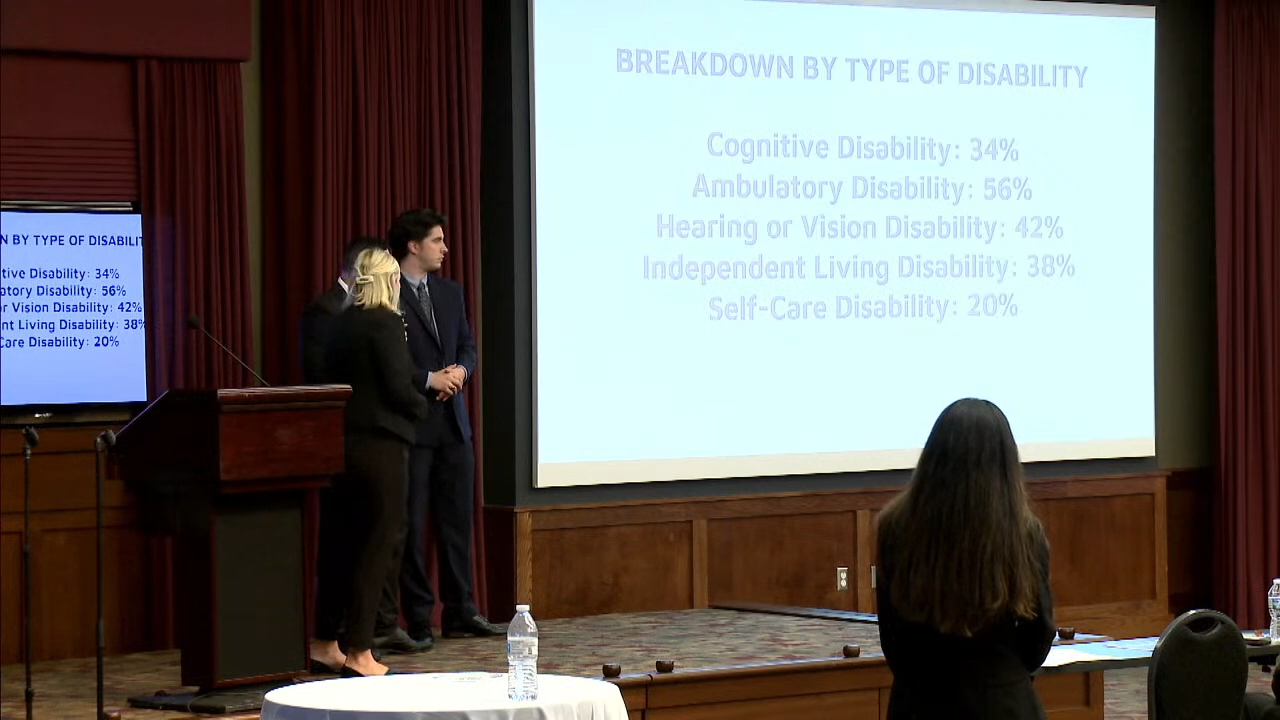 BREAKDOWN BY TYPE OF DISABILITY
Cognitive Disability: 34%
Ambulatory Disability: 56%
Hearing or Vision Disability: 42%
Independent Living Disability: 38%
Self-Care Disability: 20%
N BY TYPE OF DISABILIT
tive Disability: 34%
atory Disability: 56%
or Vision Disability: 42%
nt Living Disability: 38%
Care Disability: 20%